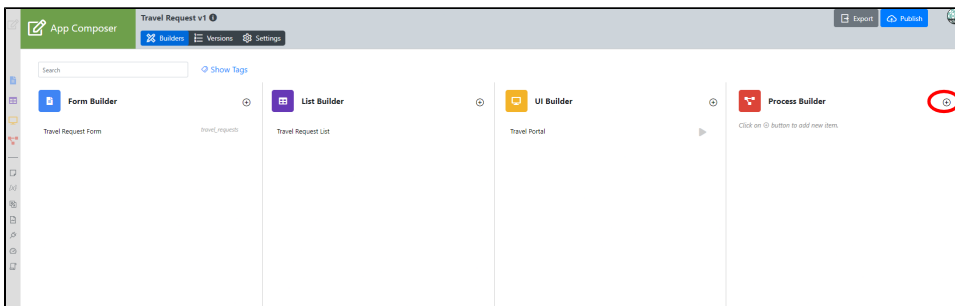 Travel Request v1
App Composer
Export
Publish
Builders
Versions
Settings
Search
Show Tags
Form Builder
List Builder
UI Builder
Process Builder
Travel Request Form
travel_requests
Travel Request List
Travel Portal
Click on ⊕ button to add new item.
{x}